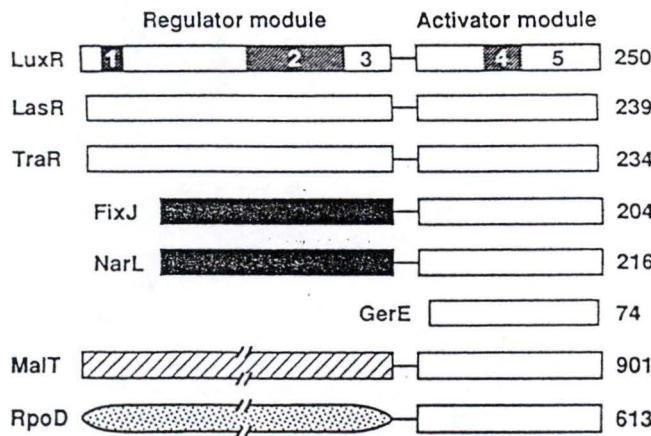 Regulator module Activator module
LuxR 1 2 3 4 5 250
LasR 239
TraR 234
FixJ 204
NarL 216
GerE 74
MalT 901
RpoD 613